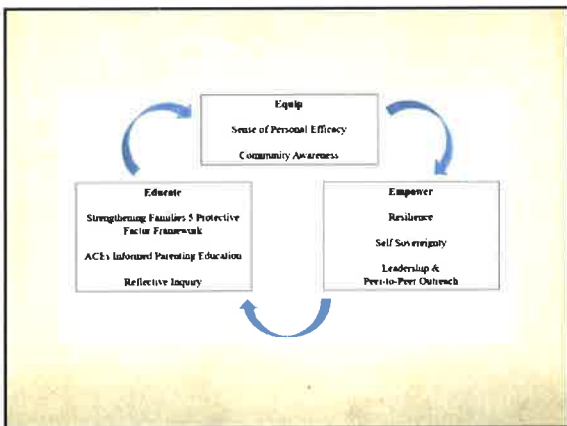 Equip
Sense of Personal Efficacy
Community Awareness
Educate
Strengthening Families 5 Protective
Factor Framework
ACEs Informed Parenting Education
Reflective Inquiry
Empower
Resilience
Self Sovereignty
Leadership &
Peer-to-Peer Outreach